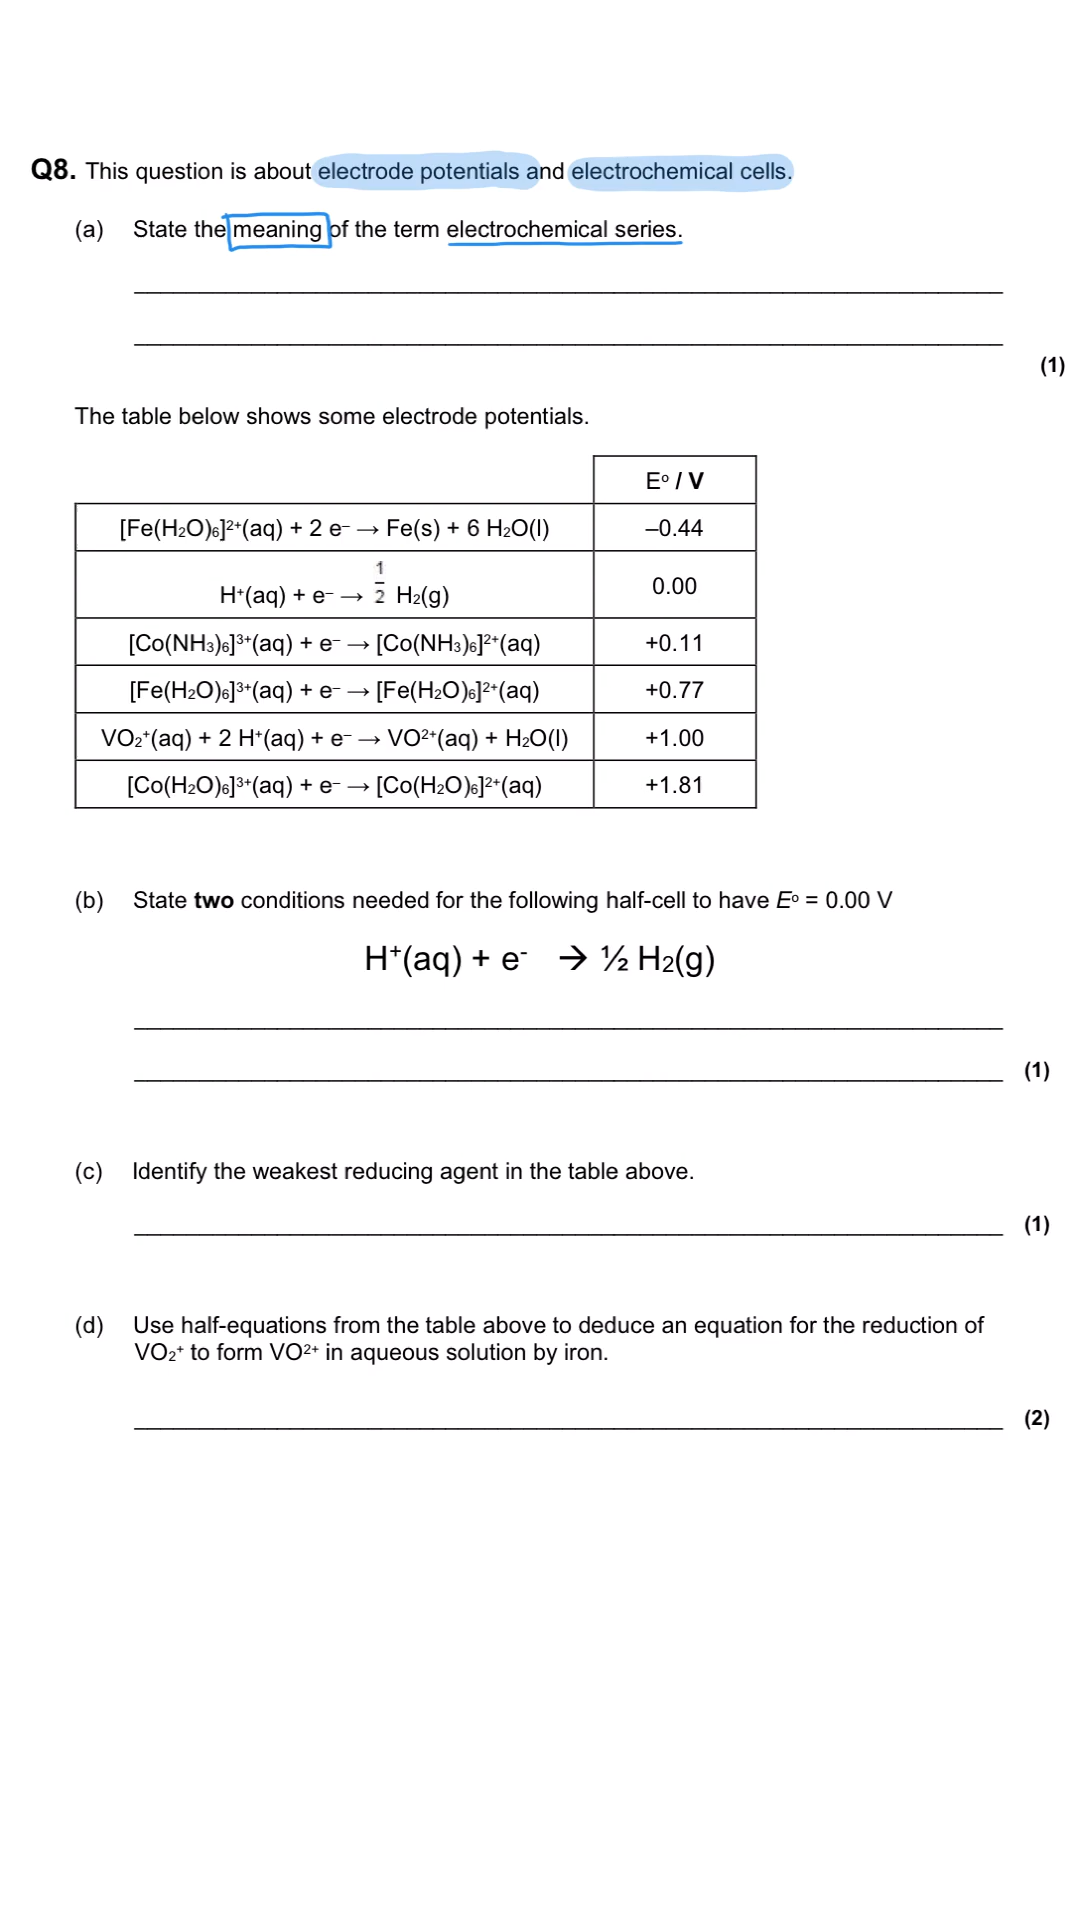 Q8. This question is about electrode potentials and electrochemical cells.
(a) State the meaning of the term electrochemical series.
(1)
The table below shows some electrode potentials.
Eº / V
[Fe(H₂O)₆]²⁺(aq) + 2 e⁻ → Fe(s) + 6 H₂O(l) –0.44
H⁺(aq) + e⁻ → 1/2 H₂(g) 0.00
[Co(NH₃)₆]³⁺(aq) + e⁻ → [Co(NH₃)₆]²⁺(aq) +0.11
[Fe(H₂O)₆]³⁺(aq) + e⁻ → [Fe(H₂O)₆]²⁺(aq) +0.77
VO₂⁺(aq) + 2 H⁺(aq) + e⁻ → VO²⁺(aq) + H₂O(l) +1.00
[Co(H₂O)₆]³⁺(aq) + e⁻ → [Co(H₂O)₆]²⁺(aq) +1.81
(b) State two conditions needed for the following half-cell to have Eº = 0.00 V
H⁺(aq) + e⁻ → ½ H₂(g)
(1)
(c) Identify the weakest reducing agent in the table above.
(1)
(d) Use half-equations from the table above to deduce an equation for the reduction of
VO₂⁺ to form VO²⁺ in aqueous solution by iron.
(2)